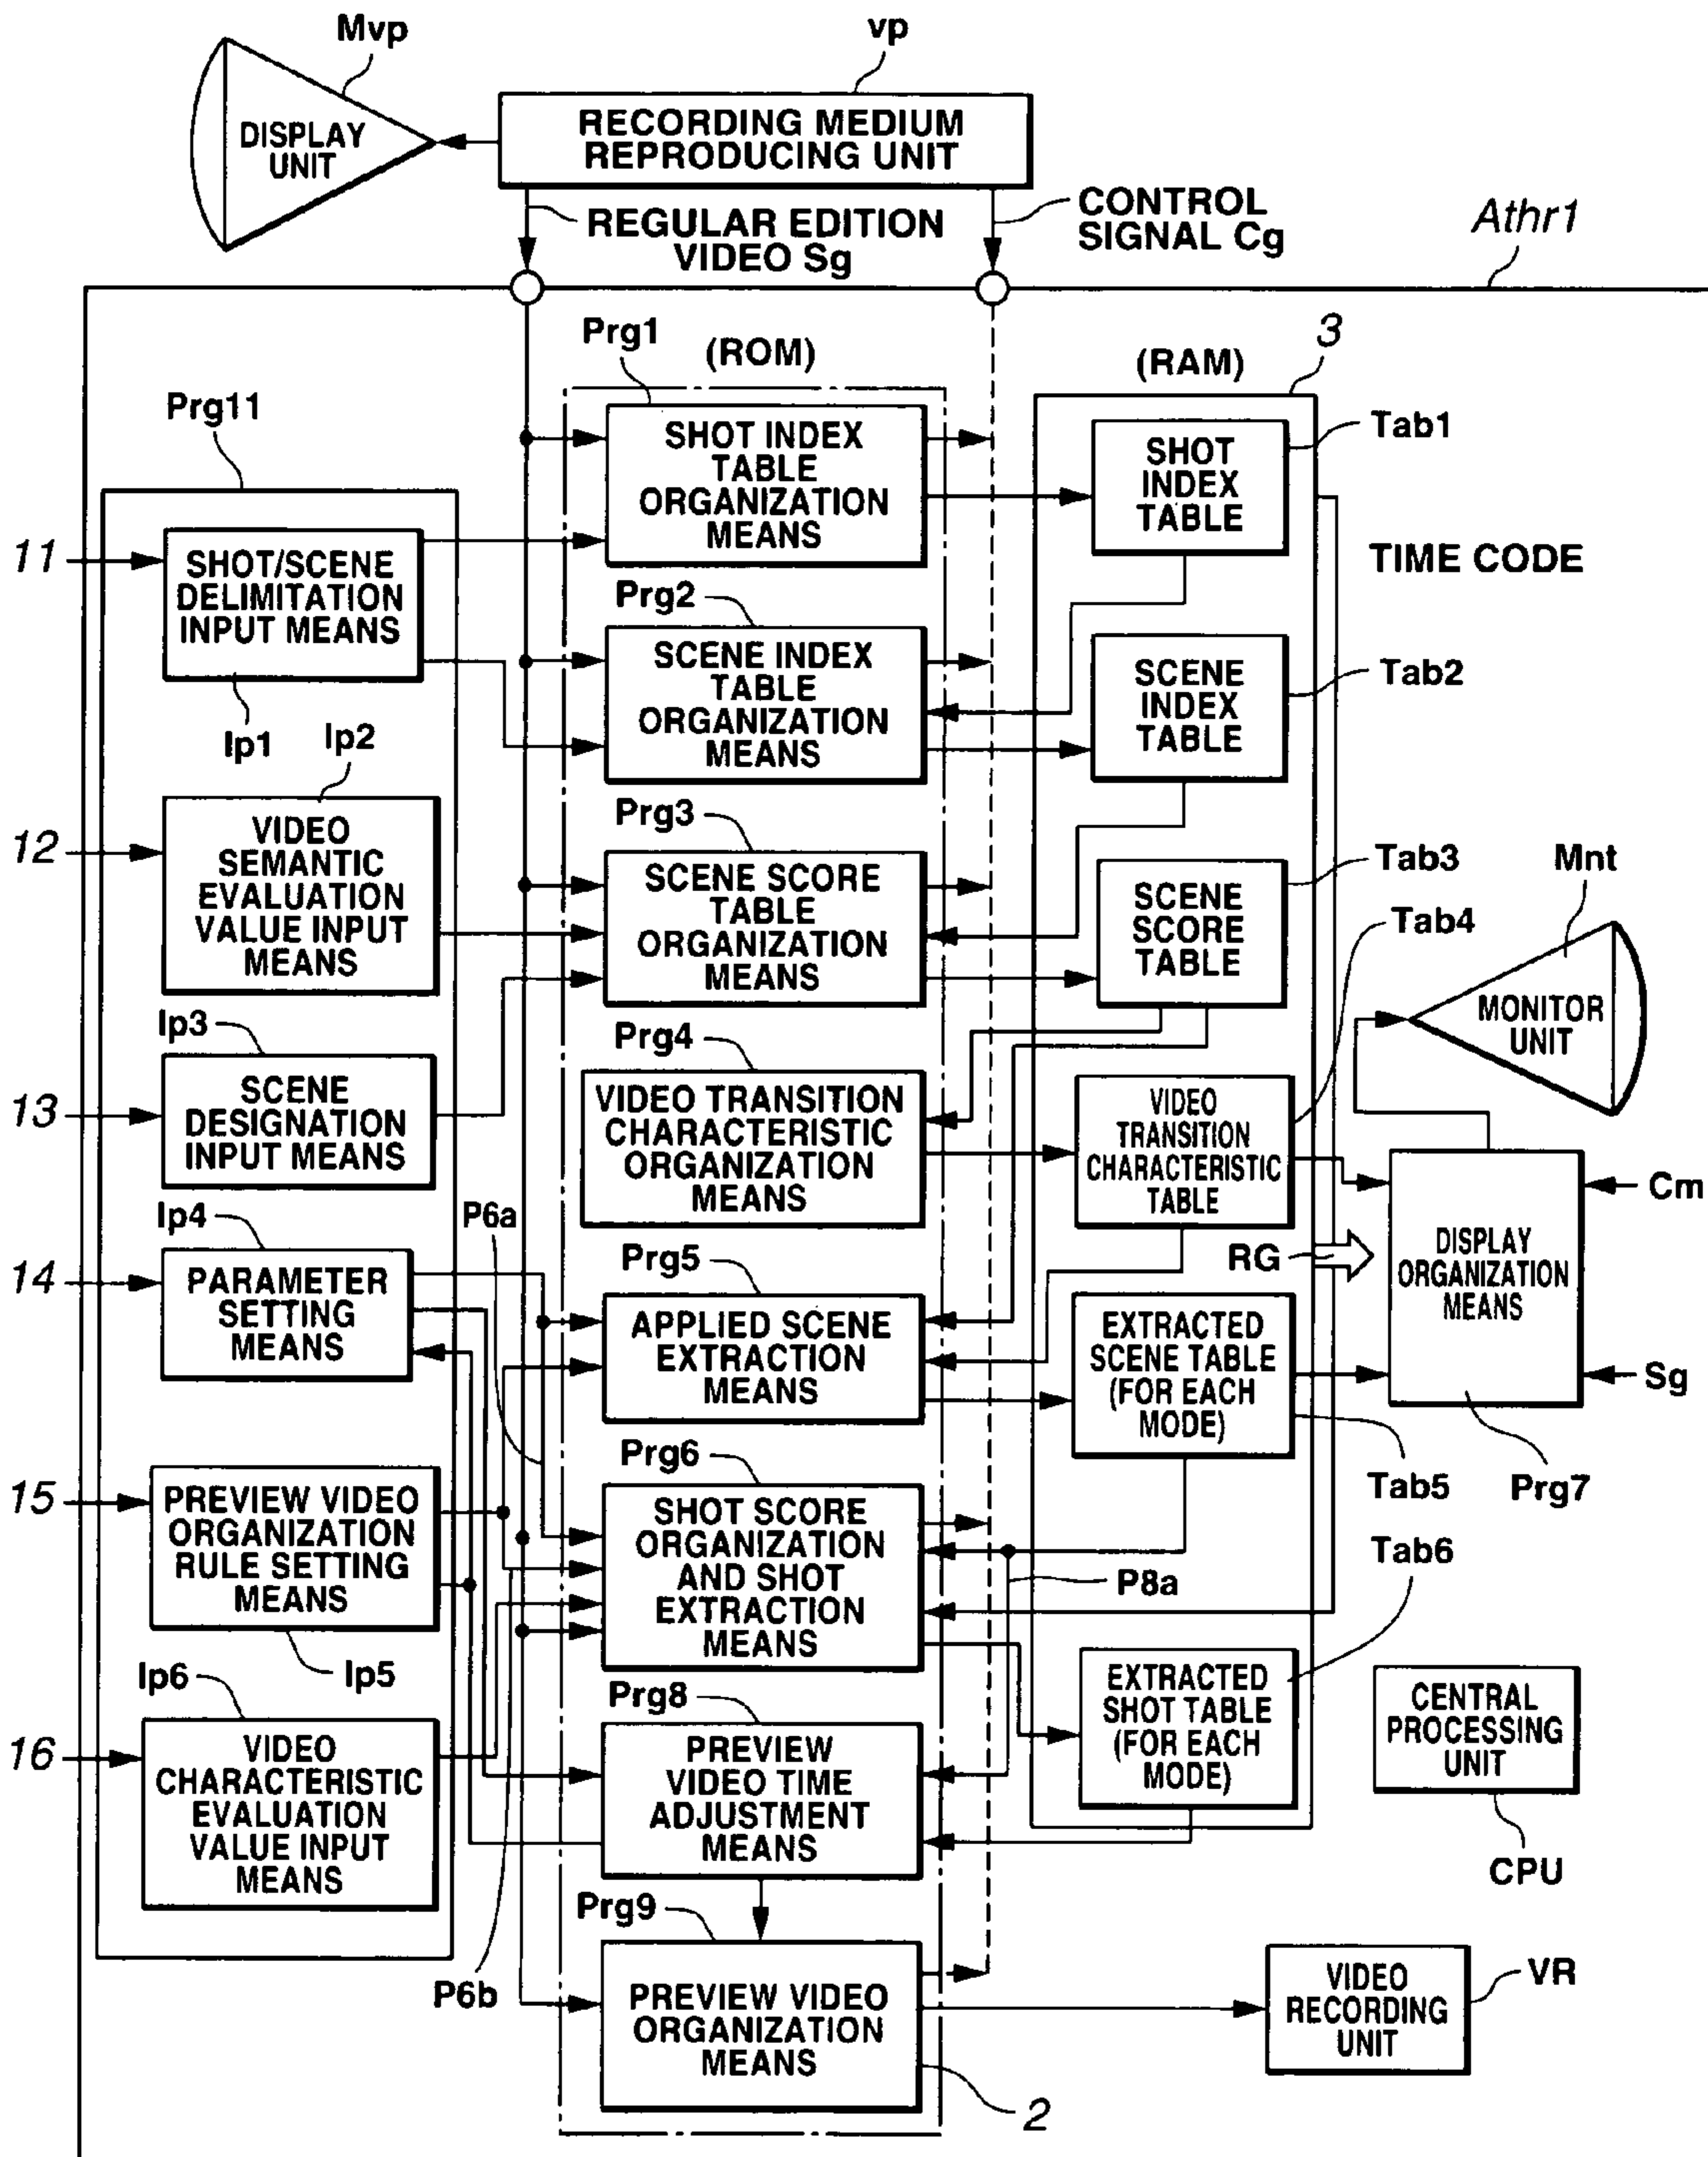 Mvp
vp
DISPLAY
UNIT
RECORDING MEDIUM
REPRODUCING UNIT
REGULAR EDITION
VIDEO Sg
CONTROL
SIGNAL Cg
Athr1
Prg1
(ROM)
(RAM)
3
Prg11
SHOT INDEX
TABLE
ORGANIZATION
MEANS
SHOT
INDEX
TABLE
Tab1
11
SHOT/SCENE
DELIMITATION
INPUT MEANS
TIME CODE
Prg2
Ip1
SCENE INDEX
TABLE
ORGANIZATION
MEANS
SCENE
INDEX
TABLE
Tab2
Ip2
12
VIDEO
SEMANTIC
EVALUATION
VALUE INPUT
MEANS
Prg3
SCENE SCORE
TABLE
ORGANIZATION
MEANS
SCENE
SCORE
TABLE
Tab3
Tab4
Mnt
MONITOR
UNIT
Ip3
13
SCENE
DESIGNATION
INPUT MEANS
Prg4
VIDEO TRANSITION
CHARACTERISTIC
ORGANIZATION
MEANS
VIDEO
TRANSITION
CHARACTERISTIC
TABLE
DISPLAY
ORGANIZATION
MEANS
Cm
Sg
Prg7
RG
Ip4
P6a
14
PARAMETER
SETTING
MEANS
Prg5
APPLIED SCENE
EXTRACTION
MEANS
EXTRACTED
SCENE TABLE
(FOR EACH
MODE)
Tab5
15
PREVIEW VIDEO
ORGANIZATION
RULE SETTING
MEANS
Ip5
Prg6
SHOT SCORE
ORGANIZATION
AND SHOT
EXTRACTION
MEANS
P8a
Tab6
EXTRACTED
SHOT TABLE
(FOR EACH
MODE)
CENTRAL
PROCESSING
UNIT
CPU
Ip6
16
VIDEO
CHARACTERISTIC
EVALUATION
VALUE INPUT
MEANS
Prg8
PREVIEW
VIDEO TIME
ADJUSTMENT
MEANS
P6b
Prg9
PREVIEW VIDEO
ORGANIZATION
MEANS
2
VIDEO
RECORDING
UNIT
VR